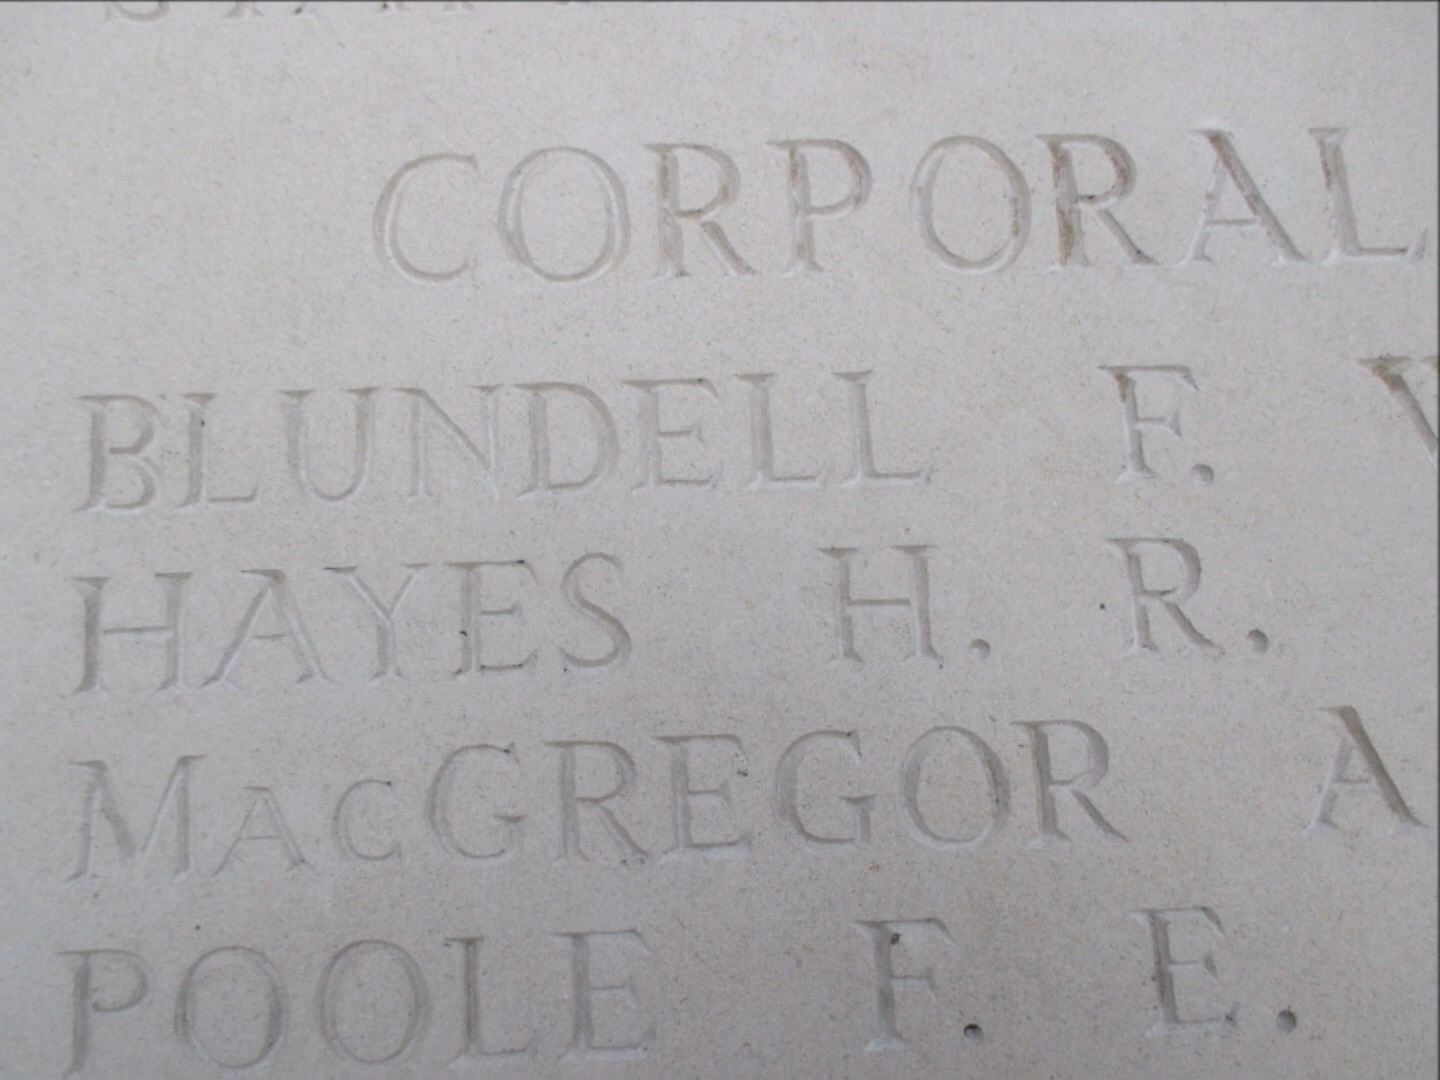 CORPORAL
BLUNDELL F.
HAYES H. R.
MacGREGOR A
POOLE F. E.